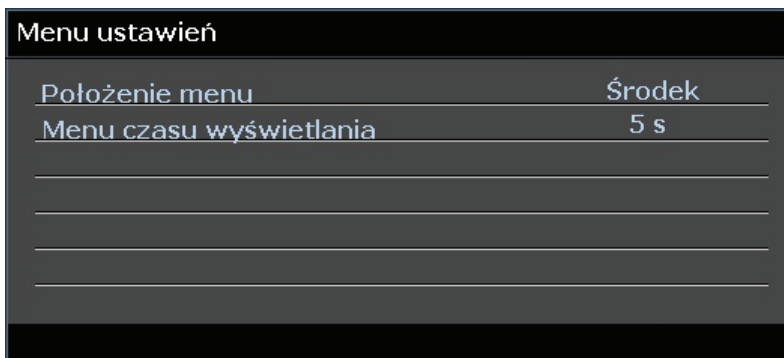 Menu ustawień
Położenie menu Środek
Menu czasu wyświetlania 5 s